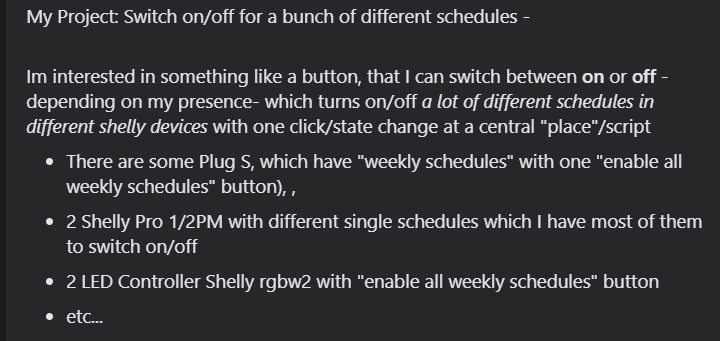 My Project: Switch on/off for a bunch of different schedules -
Im interested in something like a button, that I can switch between on or off -
depending on my presence- which turns on/off a lot of different schedules in
different shelly devices with one click/state change at a central "place"/script
• There are some Plug S, which have "weekly schedules" with one "enable all
weekly schedules" button), ,
• 2 Shelly Pro 1/2PM with different single schedules which I have most of them
to switch on/off
• 2 LED Controller Shelly rgbw2 with "enable all weekly schedules" button
• etc...